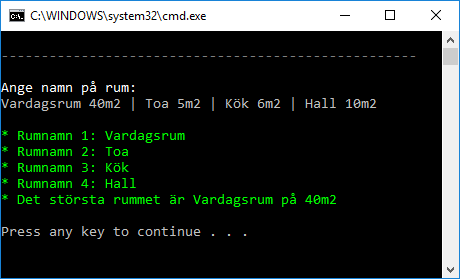 C:\WINDOWS\system32\cmd.exe
----------------------------------------------------
Ange namn på rum:
Vardagsrum 40m2 | Toa 5m2 | Kök 6m2 | Hall 10m2
* Rumnamn 1: Vardagsrum
* Rumnamn 2: Toa
* Rumnamn 3: Kök
* Rumnamn 4: Hall
* Det största rummet är Vardagsrum på 40m2
Press any key to continue . . .